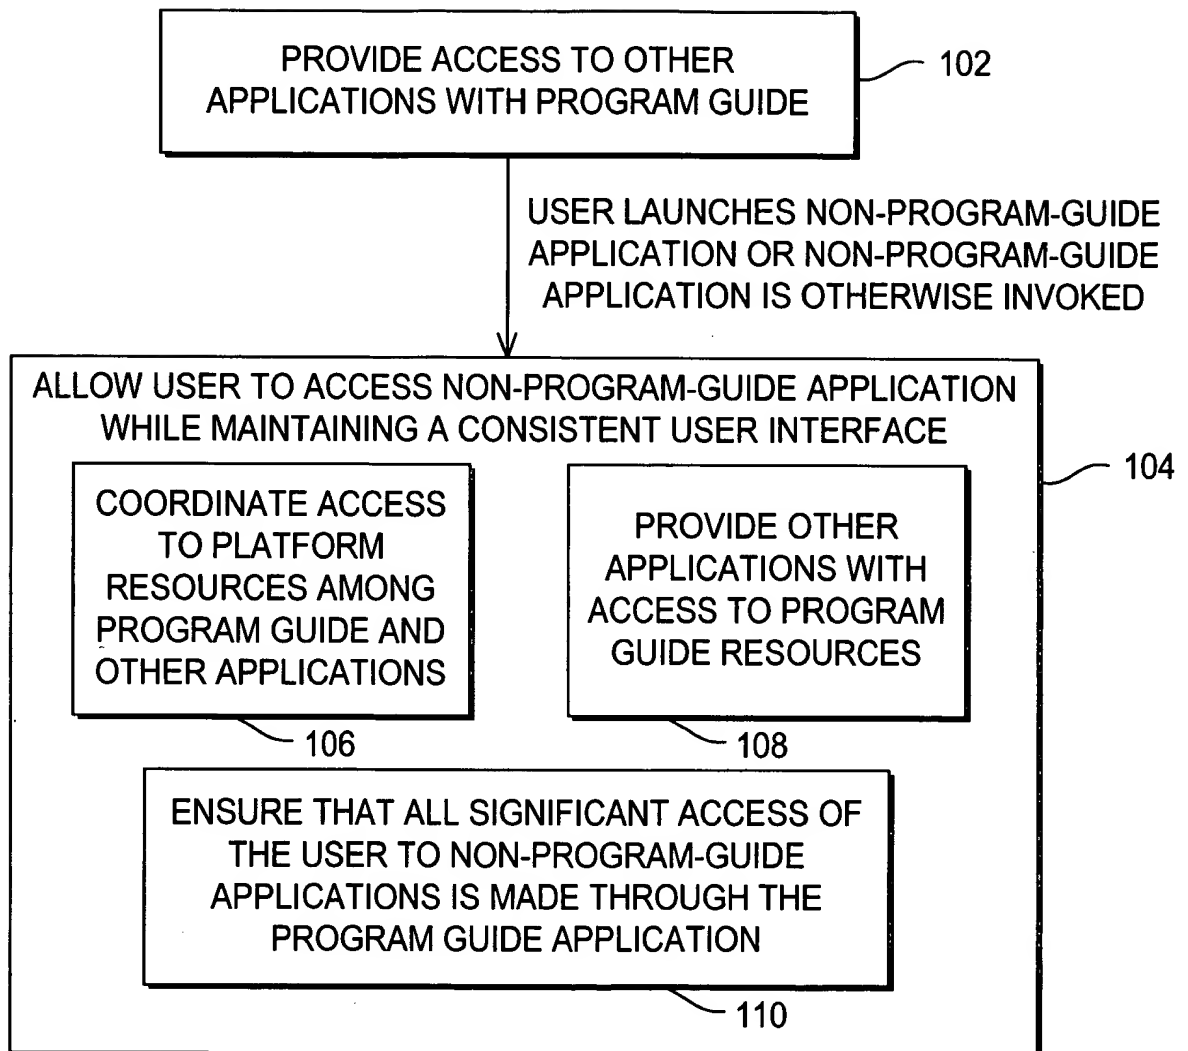 PROVIDE ACCESS TO OTHER
APPLICATIONS WITH PROGRAM GUIDE
102
USER LAUNCHES NON-PROGRAM-GUIDE
APPLICATION OR NON-PROGRAM-GUIDE
APPLICATION IS OTHERWISE INVOKED
ALLOW USER TO ACCESS NON-PROGRAM-GUIDE APPLICATION
WHILE MAINTAINING A CONSISTENT USER INTERFACE
104
COORDINATE ACCESS
TO PLATFORM
RESOURCES AMONG
PROGRAM GUIDE AND
OTHER APPLICATIONS
106
PROVIDE OTHER
APPLICATIONS WITH
ACCESS TO PROGRAM
GUIDE RESOURCES
108
ENSURE THAT ALL SIGNIFICANT ACCESS OF
THE USER TO NON-PROGRAM-GUIDE
APPLICATIONS IS MADE THROUGH THE
PROGRAM GUIDE APPLICATION
110